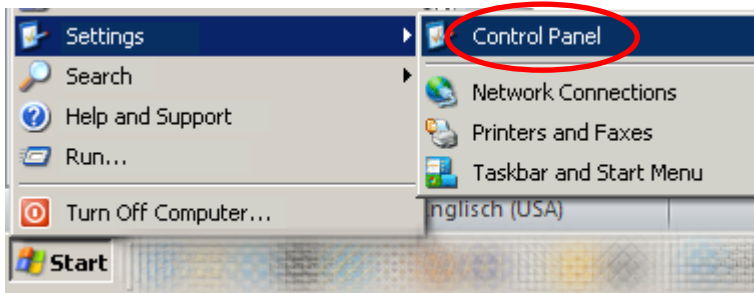 Settings
Control Panel
Search
Network Connections
Help and Support
Printers and Faxes
Run...
Taskbar and Start Menu
Turn Off Computer...
nglisch (USA)
Start